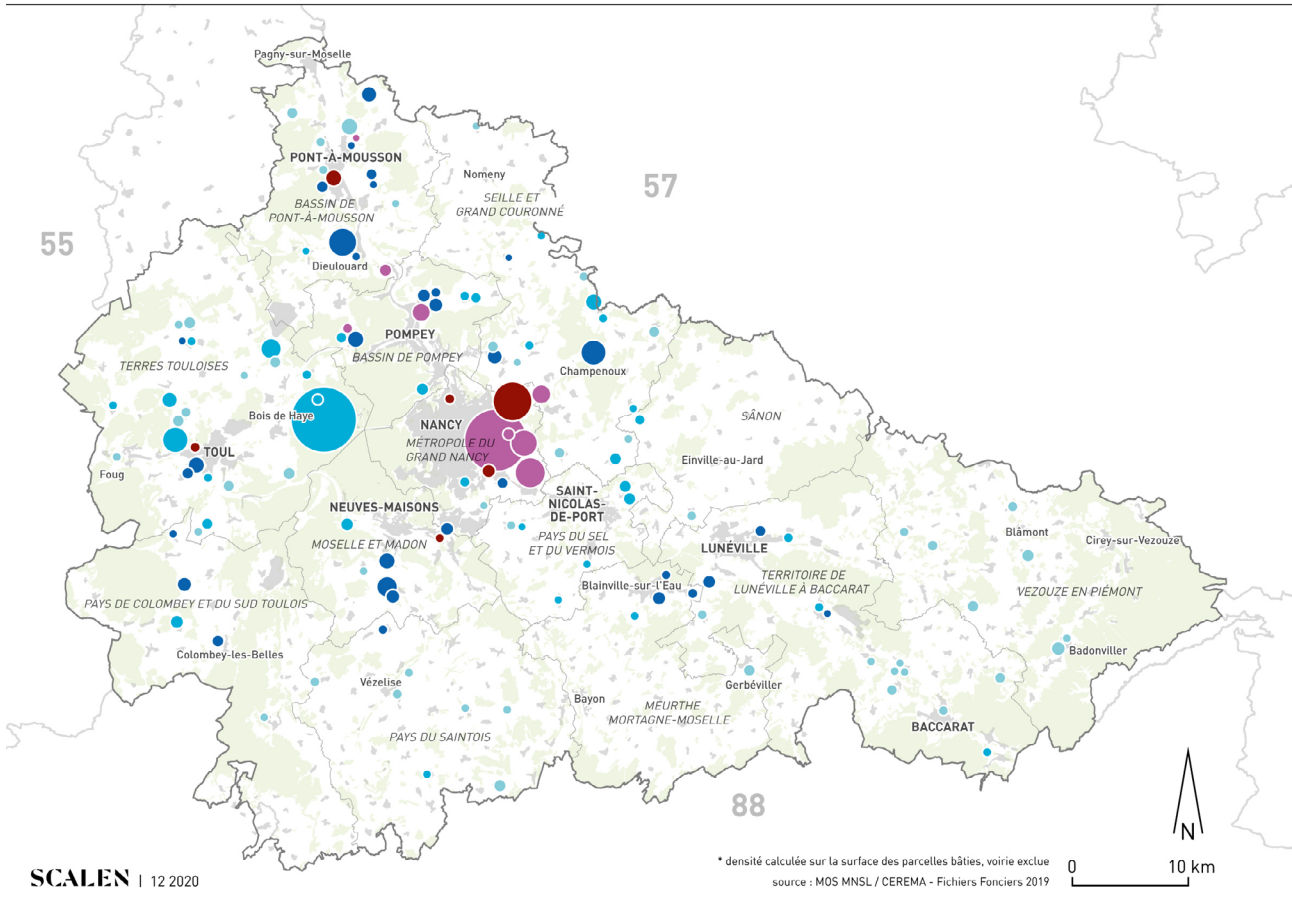 Pagny-sur-Moselle
PONT-À-MOUSSON
Nomeny
57
BASSIN DE
PONT-À-MOUSSON
SEILLE ET
GRAND COURONNÉ
55
Dieulouard
POMPEY
BASSIN DE POMPEY
TERRES TOULOISES
Champenoux
Bois de Haye
NANCY
MÉTROPOLE DU
GRAND NANCY
SÂNON
TOUL
Foug
Einville-au-Jard
SAINT-
NICOLAS-
DE-PORT
NEUVES-MAISONS
MOSELLE ET MADON
PAYS DU SEL
ET DU VERMOIS
LUNÉVILLE
Blâmont
Cirey-sur-Vezouze
Blainville-sur-l'Eau
TERRITOIRE DE
LUNÉVILLE À BACCARAT
VEZOUZE EN PIÉMONT
PAYS DE COLOMBEY ET DU SUD TOULOIS
Colombey-les-Belles
Badonviller
Vézelise
Gerbéviller
Bayon
MEURTHE
MORTAGNE-MOSELLE
BACCARAT
PAYS DU SAINTOIS
88
N
* densité calculée sur la surface des parcelles bâties, voirie exclue
source : MOS MNSL / CEREMA - Fichiers Fonciers 2019
0 10 km
SCALEN | 12 2020